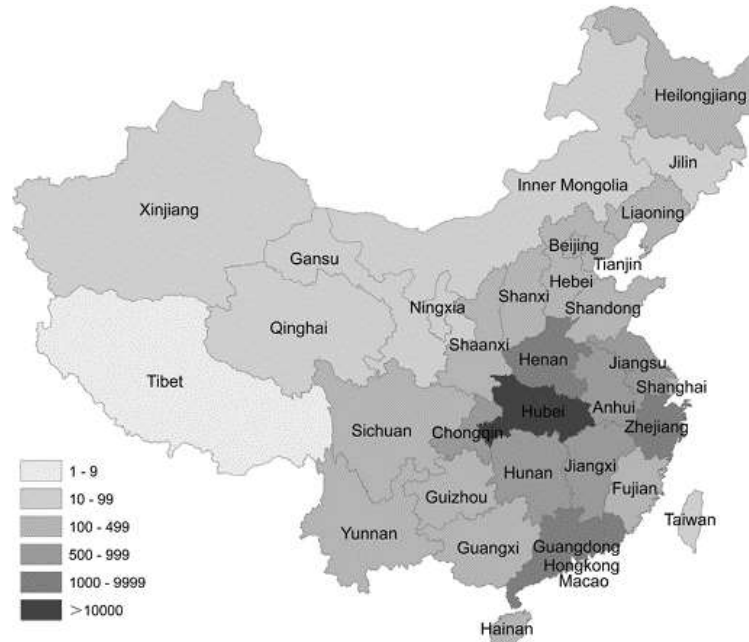 Heilongjiang
Jilin
Inner Mongolia
Liaoning
Xinjiang
Beijing
Tianjin
Gansu
Hebei
Shanxi
Shandong
Ningxia
Qinghai
Shaanxi
Henan
Jiangsu
Tibet
Shanghai
Hubei
Anhui
Zhejiang
Sichuan
Chongqin
Hunan
Jiangxi
Guizhou
Fujian
Taiwan
Yunnan
Guangxi
Guangdong
Hongkong
Macao
Hainan
1 - 9
10 - 99
100 - 499
500 - 999
1000 - 9999
>10000